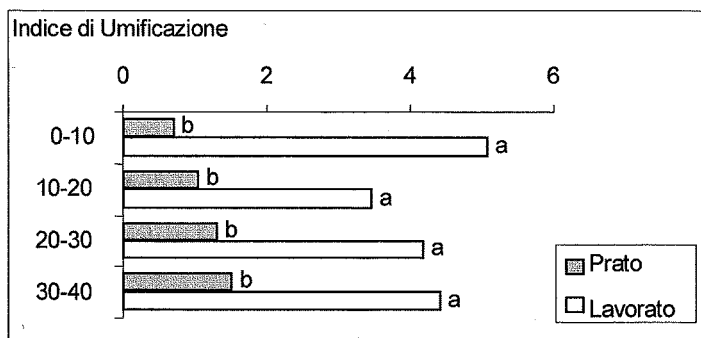 Indice di Umificazione
0 2 4 6
0-10 b a
10-20 b a
20-30 b a
30-40 b a
Prato
Lavorato